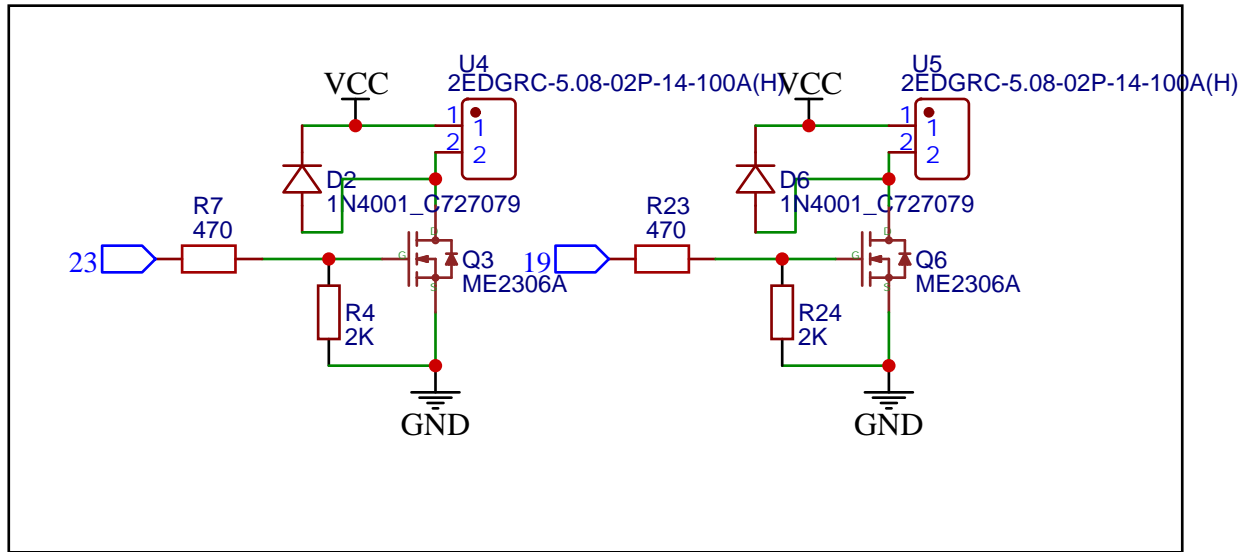 U4
2EDGRC-5.08-02P-14-100A(H)
VCC
1
1
2
2
D2
1N4001_C727079
R7
470
23
D
G
S
Q3
ME2306A
R4
2K
GND
U5
2EDGRC-5.08-02P-14-100A(H)
VCC
1
1
2
2
D6
1N4001_C727079
R23
470
19
D
G
S
Q6
ME2306A
R24
2K
GND